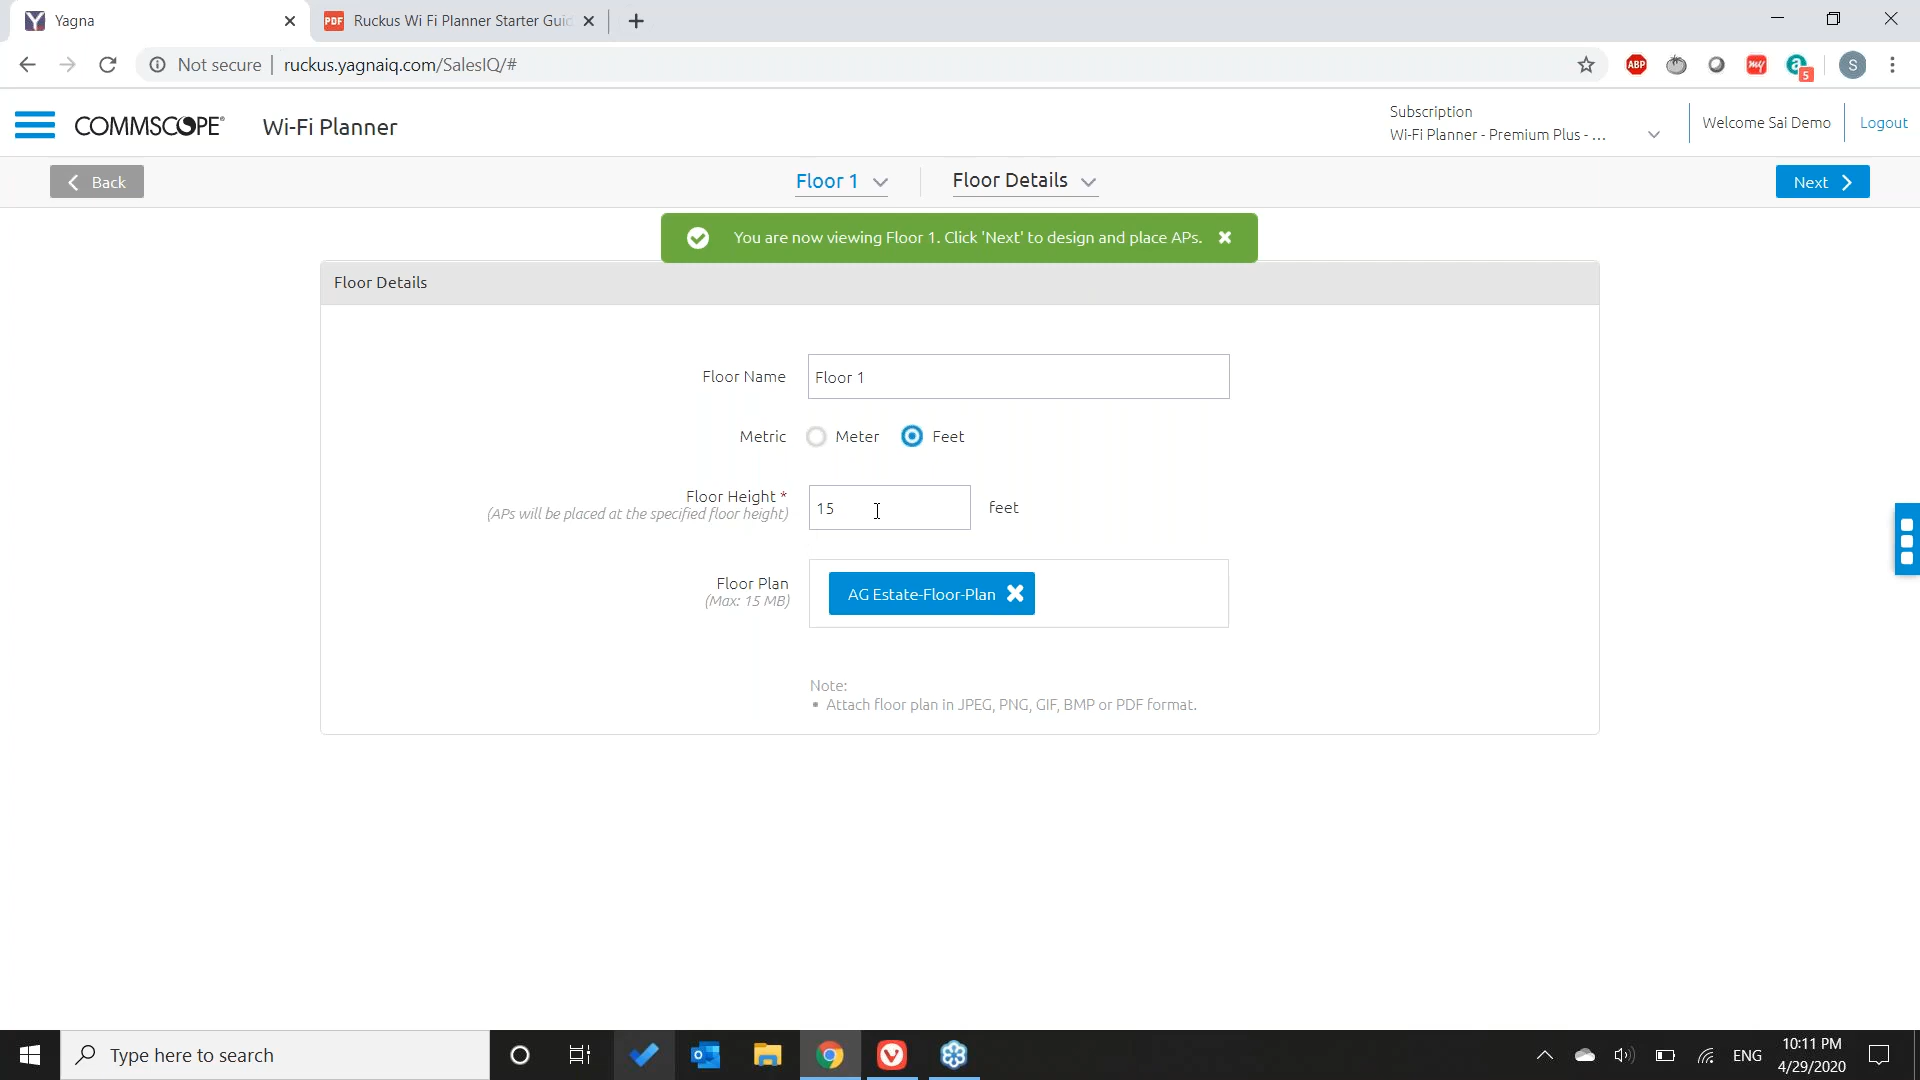 Yagna
PDF Ruckus Wi Fi Planner Starter Guid
Not secure | ruckus.yagnaiq.com/SalesIQ/#
ABP
my
a
5
S
COMMSCOPE
Wi-Fi Planner
Subscription
Wi-Fi Planner - Premium Plus - ...
Welcome Sai Demo
Logout
Back
Floor 1
Floor Details
Next
You are now viewing Floor 1. Click 'Next' to design and place APs.
Floor Details
Floor Name
Floor 1
Metric
Meter
Feet
Floor Height *
(APs will be placed at the specified floor height)
15
feet
Floor Plan
(Max: 15 MB)
AG Estate-Floor-Plan
Note:
▪ Attach floor plan in JPEG, PNG, GIF, BMP or PDF format.
Type here to search
ENG
10:11 PM
4/29/2020